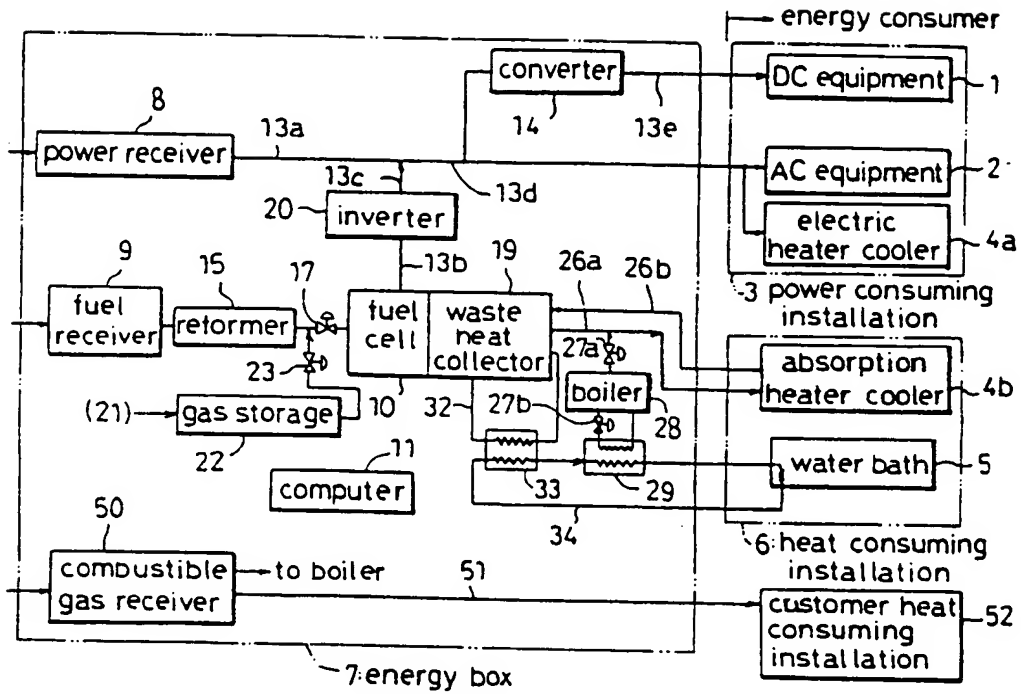 energy consumer
converter
DC equipment
1
8
13a
14
13e
power receiver
13c
13d
AC equipment
2
20
inverter
electric
heater cooler
4a
9
15
17
13b
19
26a
26b
3 power consuming
installation
fuel
receiver
retormer
fuel
cell
waste
neat
collector
27a
absorption
heater cooler
4b
23
(21)
gas storage
10
32
27b
boiler
28
22
11
computer
33
29
water bath
5
34
50
6: heat consuming
installation
combustible
gas receiver
to boiler
51
customer heat
consuming
installation
52
7: energy box